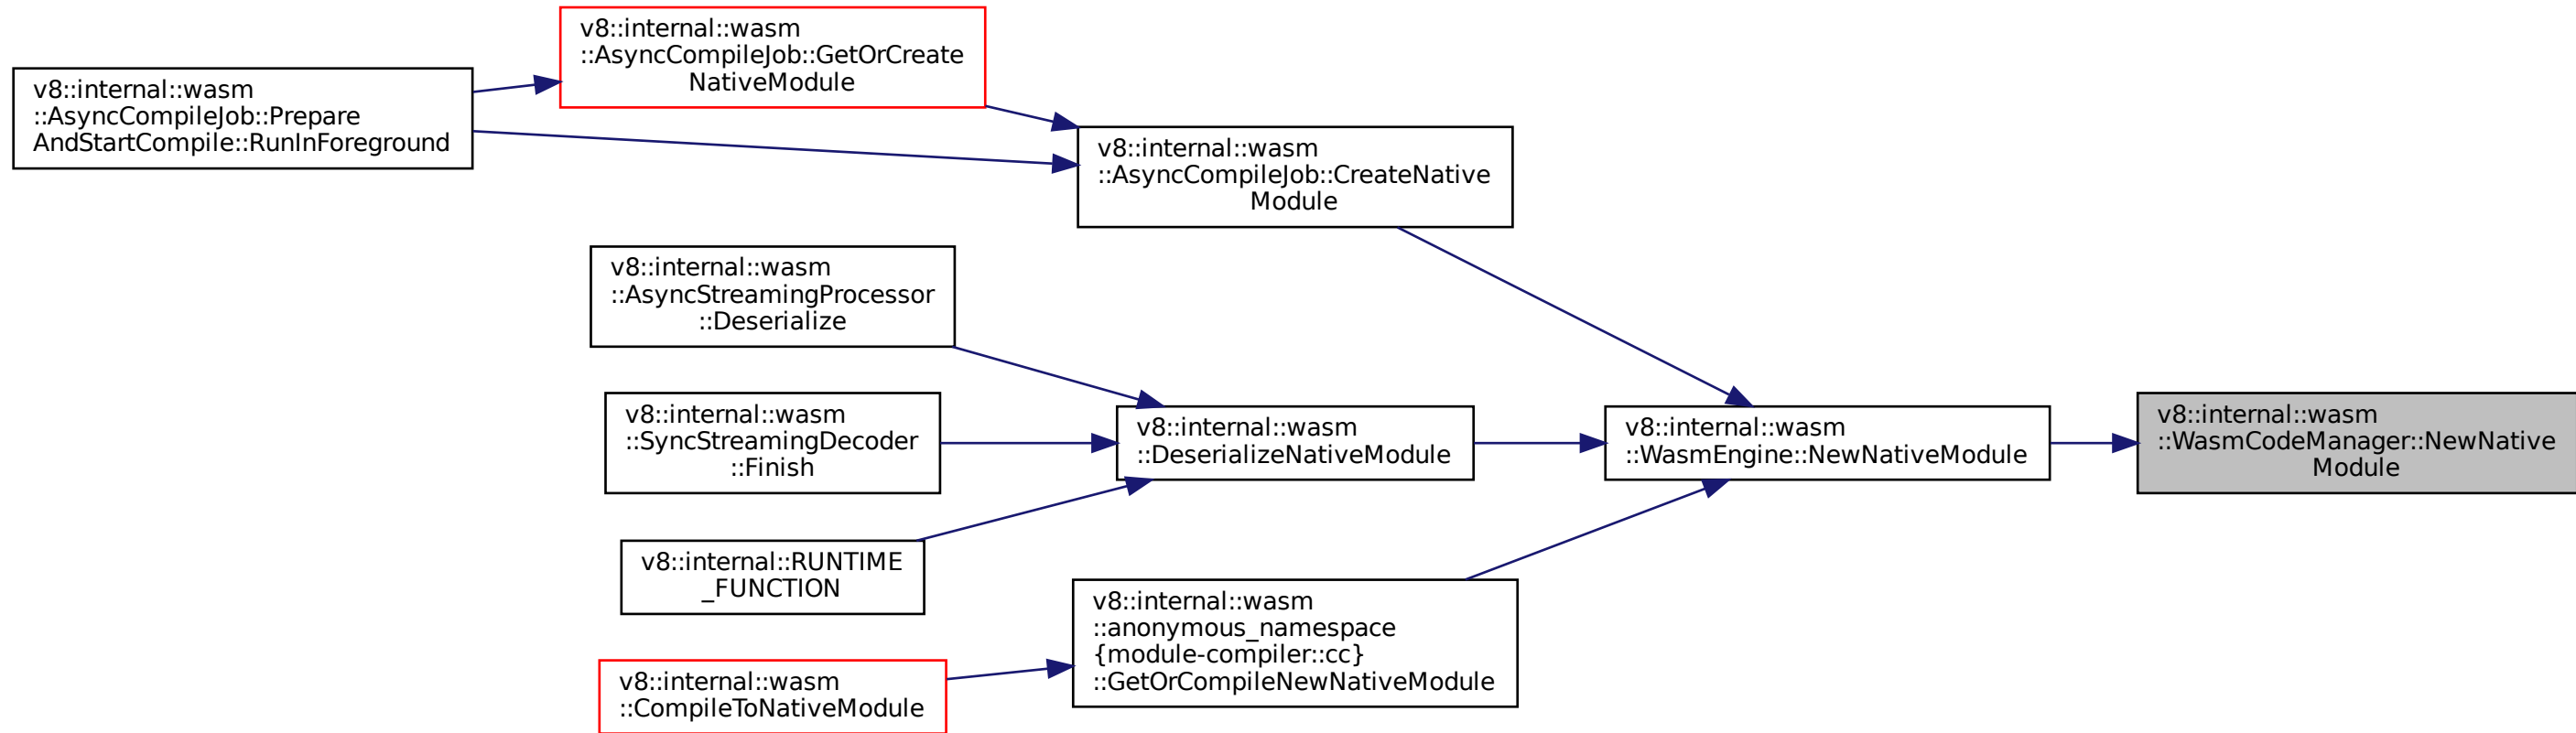 v8::internal::wasm
::AsyncCompileJob::Prepare
AndStartCompile::RunInForeground
v8::internal::wasm
::AsyncCompileJob::GetOrCreate
NativeModule
v8::internal::wasm
::AsyncCompileJob::CreateNative
Module
v8::internal::wasm
::AsyncStreamingProcessor
::Deserialize
v8::internal::wasm
::SyncStreamingDecoder
::Finish
v8::internal::RUNTIME
_FUNCTION
v8::internal::wasm
::CompileToNativeModule
v8::internal::wasm
::DeserializeNativeModule
v8::internal::wasm
::anonymous_namespace
{module-compiler::cc}
::GetOrCompileNewNativeModule
v8::internal::wasm
::WasmEngine::NewNativeModule
v8::internal::wasm
::WasmCodeManager::NewNative
Module